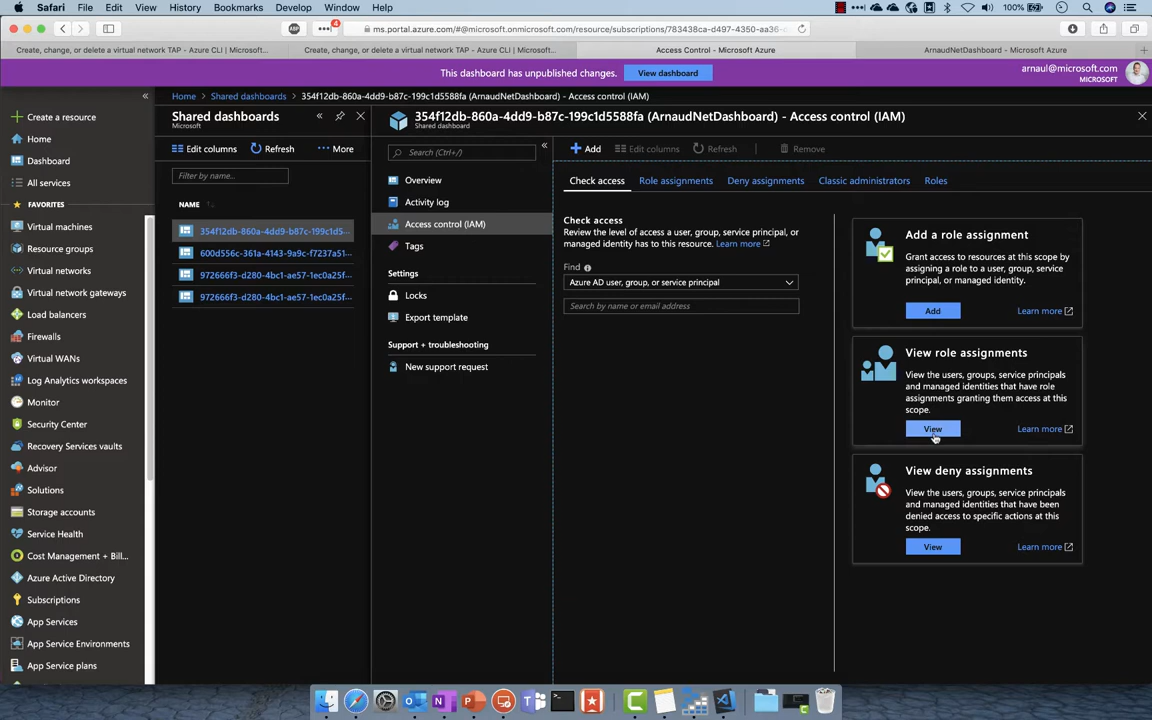 Safari File Edit View History Bookmarks Develop Window Help 100%
4
ms.portal.azure.com/#@microsoft.onmicrosoft.com/resource/subscriptions/783438ca-d497-4350-aa36-
Create, change, or delete a virtual network TAP - Azure CLI | Microsoft...
Create, change, or delete a virtual network TAP - Azure CLI | Microsoft...
Access Control - Microsoft Azure
ArnaudNetDashboard - Microsoft Azure
This dashboard has unpublished changes.
View dashboard
arnaul@microsoft.com
MICROSOFT
Create a resource
Home
Dashboard
All services
FAVORITES
Virtual machines
Resource groups
Virtual networks
Virtual network gateways
Load balancers
Firewalls
Virtual WANs
Log Analytics workspaces
Monitor
Security Center
Recovery Services vaults
Advisor
Solutions
Storage accounts
Service Health
Cost Management + Bill...
Azure Active Directory
Subscriptions
App Services
App Service Environments
App Service plans
Home Shared dashboards 354f12db-860a-4dd9-b87c-199c1d5588fa (ArnaudNetDashboard) - Access control (IAM)
Shared dashboards
Microsoft
Edit columns Refresh More
Filter by name...
NAME
354f12db-860a-4dd9-b87c-199c1d5...
600d556c-361a-4143-9a9c-f7237a51...
972666f3-d280-4bc1-ae57-1ec0a25f...
972666f3-d280-4bc1-ae57-1ec0a25f...
354f12db-860a-4dd9-b87c-199c1d5588fa (ArnaudNetDashboard) - Access control (IAM)
Shared dashboard
Search (Ctrl+/)
Overview
Activity log
Access control (IAM)
Tags
Settings
Locks
Export template
Support + troubleshooting
New support request
Add Edit columns Refresh Remove
Check access Role assignments Deny assignments Classic administrators Roles
Check access
Review the level of access a user, group, service principal,
or managed identity has to this resource. Learn more
Find
Azure AD user, group, or service principal
Search by name or email address
Add a role assignment
Grant access to resources at this scope by
assigning a role to a user, group, service
principal, or managed identity.
Add Learn more
View role assignments
View the users, groups, service principals
and managed identities that have role
assignments granting them access at this
scope.
View Learn more
View deny assignments
View the users, groups, service principals
and managed identities that have been
denied access to specific actions at this
scope.
View Learn more